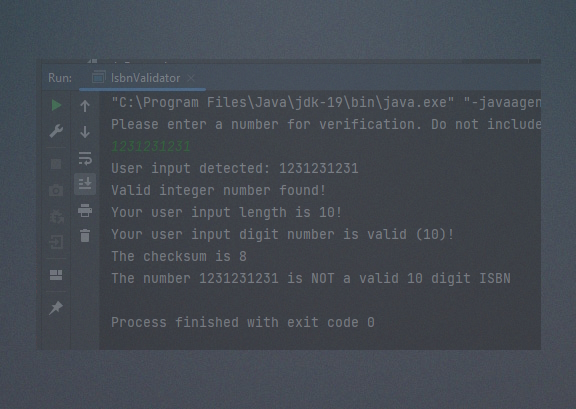 Run: IsbnValidator ×
"C:\Program Files\Java\jdk-19\bin\java.exe" "-javaagen
Please enter a number for verification. Do not include
1231231231
User input detected: 1231231231
Valid integer number found!
Your user input length is 10!
Your user input digit number is valid (10)!
The checksum is 8
The number 1231231231 is NOT a valid 10 digit ISBN
Process finished with exit code 0